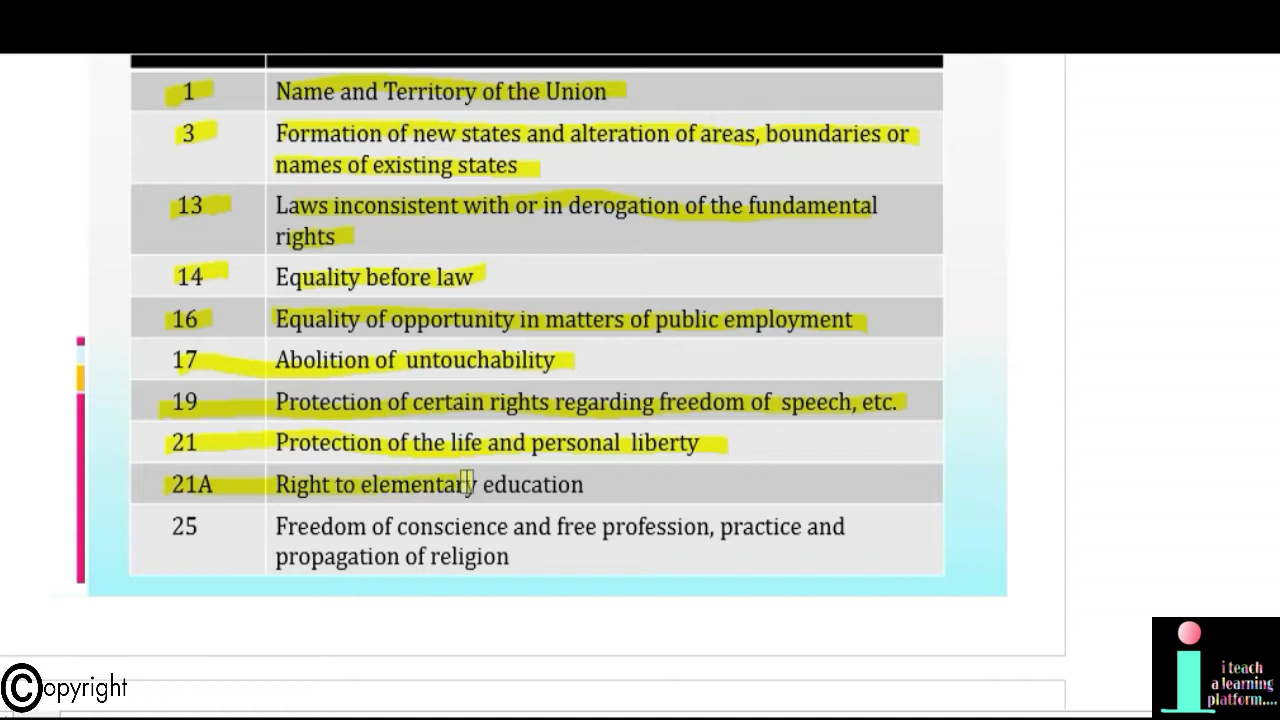 1 Name and Territory of the Union
3 Formation of new states and alteration of areas, boundaries or
names of existing states
13 Laws inconsistent with or in derogation of the fundamental
rights
14 Equality before law
16 Equality of opportunity in matters of public employment
17 Abolition of untouchability
19 Protection of certain rights regarding freedom of speech, etc.
21 Protection of the life and personal liberty
21A Right to elementary education
25 Freedom of conscience and free profession, practice and
propagation of religion
©opyright
i teach
a learning
platform....